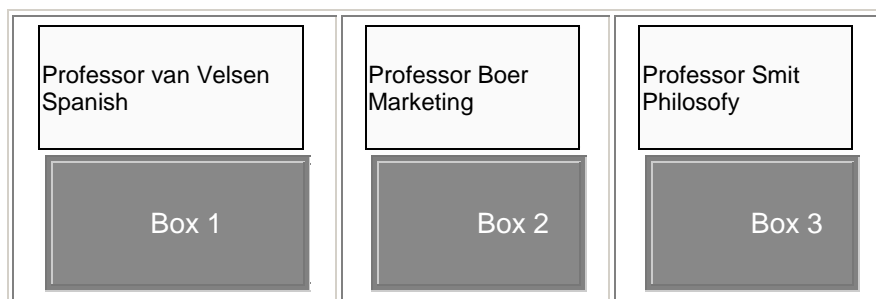 Professor van Velsen
Spanish
Professor Boer
Marketing
Professor Smit
Philosofy
Box 1
Box 2
Box 3